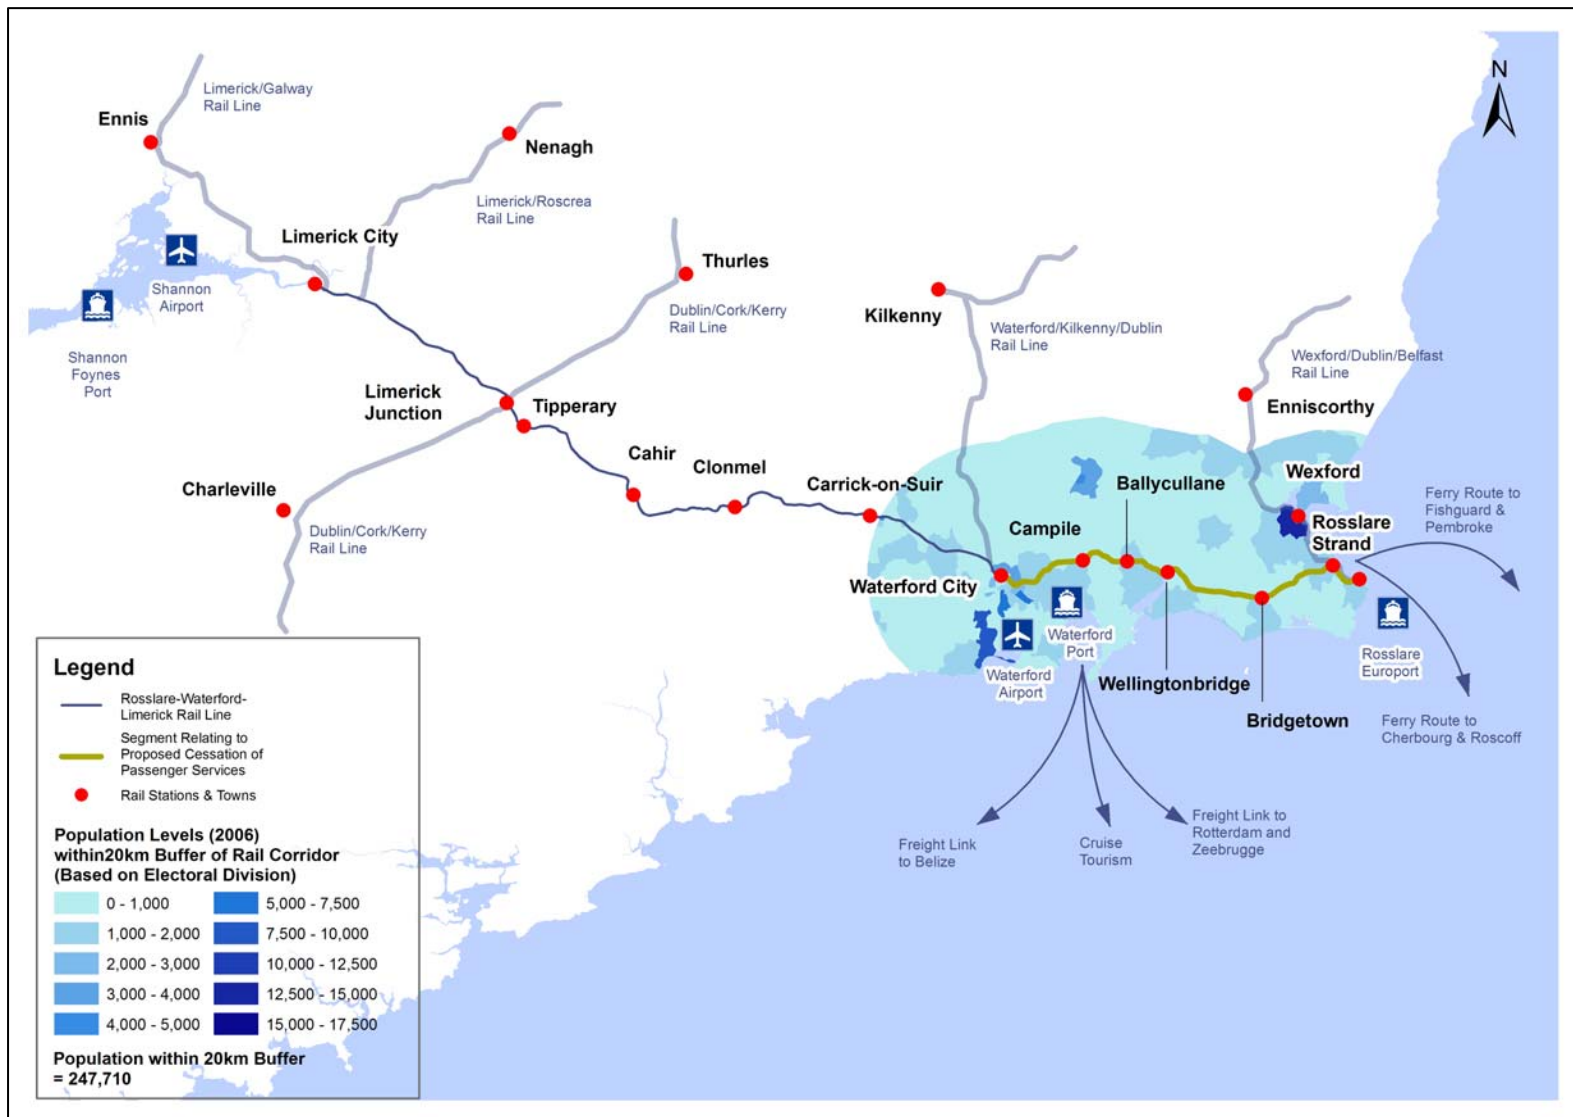 N
Limerick/Galway
Rail Line
Ennis
Nenagh
Limerick/Roscrea
Rail Line
Limerick City
Shannon
Airport
Thurles
Dublin/Cork/Kerry
Rail Line
Kilkenny
Waterford/Kilkenny/Dublin
Rail Line
Wexford/Dublin/Belfast
Rail Line
Enniscorthy
Shannon
Foynes
Port
Limerick
Junction
Tipperary
Cahir
Clonmel
Carrick-on-Suir
Charleville
Dublin/Cork/Kerry
Rail Line
Ballycullane
Wexford
Campile
Rosslare
Strand
Ferry Route to
Fishguard &
Pembroke
Waterford City
Waterford
Port
Waterford
Airport
Wellingtonbridge
Bridgetown
Rosslare
Europort
Ferry Route to
Cherbourg & Roscoff
Freight Link
to Belize
Cruise
Tourism
Freight Link to
Rotterdam and
Zeebrugge
Legend
Rosslare-Waterford-
Limerick Rail Line
Segment Relating to
Proposed Cessation of
Passenger Services
Rail Stations & Towns
Population Levels (2006)
within20km Buffer of Rail Corridor
(Based on Electoral Division)
0 - 1,000
1,000 - 2,000
2,000 - 3,000
3,000 - 4,000
4,000 - 5,000
5,000 - 7,500
7,500 - 10,000
10,000 - 12,500
12,500 - 15,000
15,000 - 17,500
Population within 20km Buffer
= 247,710